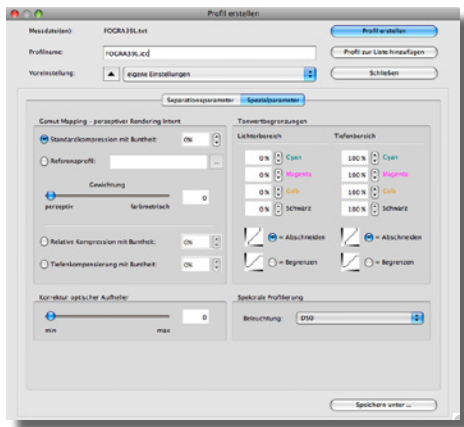 Profil erstellen
Messdatei(en): FOGRA39L.txt Profil erstellen
Profilname: FOGRA39L.icc Profil zur Liste hinzufügen
Voreinstellung: eigene Einstellungen Schließen
Separationsparameter Spezialparameter
Gamut Mapping - perzeptiver Rendering Intent
Standardkompression mit Buntheit: 0%
Referenzprofil: ...
Gewichtung
0
perzeptiv farbmetrisch
Relative Kompression mit Buntheit: 0%
Tiefenkompensierung mit Buntheit: 0%
Tonwertbegrenzungen
Lichterbereich Tiefenbereich
0 % Cyan 100 % Cyan
0 % Magenta 100 % Magenta
0 % Gelb 100 % Gelb
0 % Schwarz 100 % Schwarz
= Abschneiden = Abschneiden
= Begrenzen = Begrenzen
Korrektur optischer Aufheller
0
min max
Spektrale Profilierung
Beleuchtung: D50
Speichern unter ...